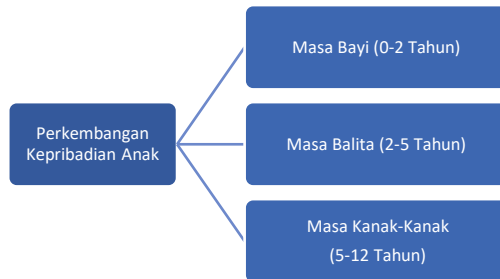 Perkembangan
Kepribadian Anak
Masa Bayi (0-2 Tahun)
Masa Balita (2-5 Tahun)
Masa Kanak-Kanak
(5-12 Tahun)